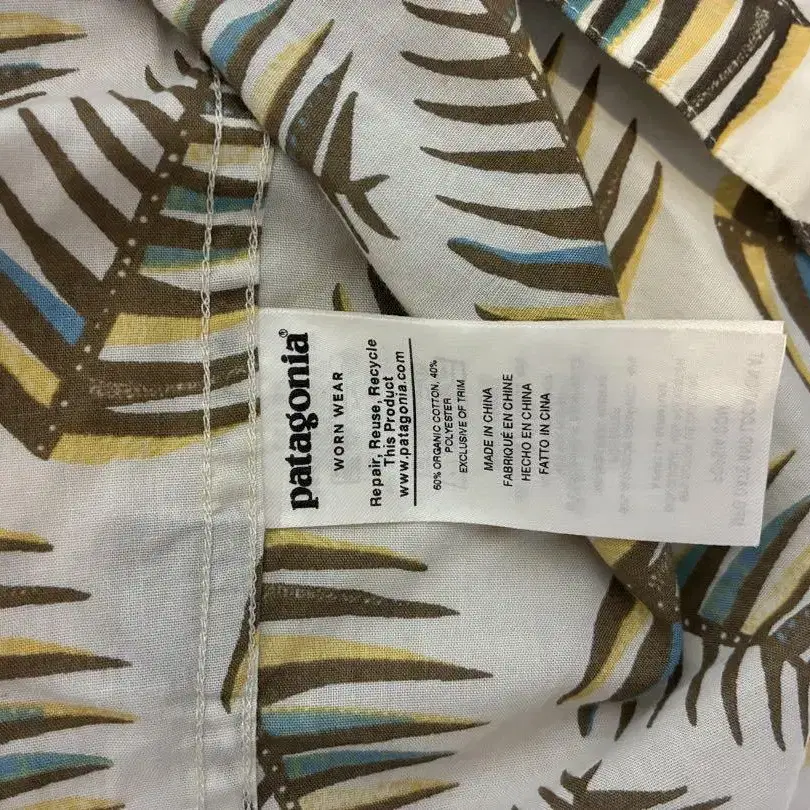 patagonia®
WORN WEAR
Repair, Reuse, Recycle
This Product
www.patagonia.com
60% ORGANIC COTTON, 40%
POLYESTER
EXCLUSIVE OF TRIM
MADE IN CHINA
FABRIQUÉ EN CHINE
HECHO EN CHINA
FATTO IN CINA